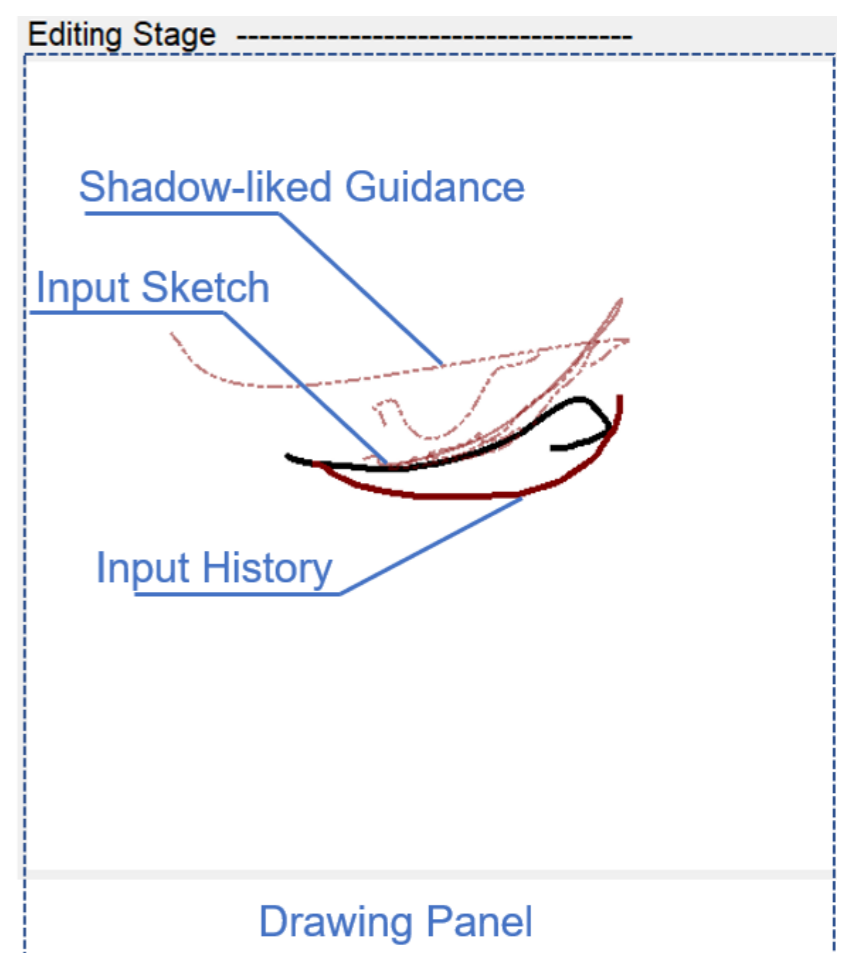 Editing Stage -----------------------------------
Shadow-liked Guidance
Input Sketch
Input History
Drawing Panel